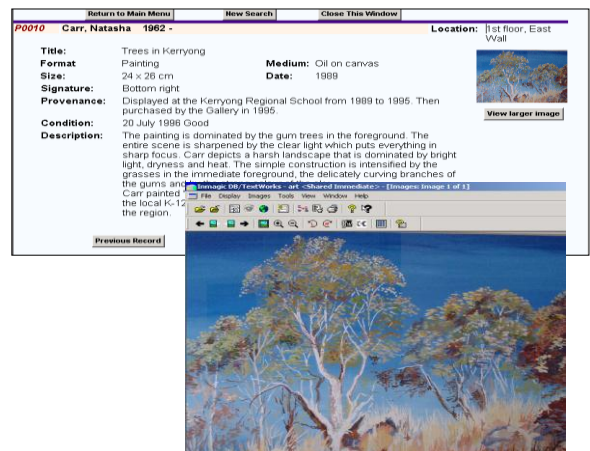 Return to Main Menu New Search Close This Window
P0010 Carr, Natasha 1962 - Location: 1st floor, East
Wall
Title: Trees in Kerryong
Format Painting Medium: Oil on canvas
Size: 24 x 26 cm Date: 1989
Signature: Bottom right
Provenance: Displayed at the Kerryong Regional School from 1989 to 1995. Then
purchased by the Gallery in 1995.
View larger image
Condition: 20 July 1996 Good
Description: The painting is dominated by the gum trees in the foreground. The
entire scene is sharpened by the clear light which puts everything in
sharp focus. Carr depicts a harsh landscape that is dominated by bright
light, dryness and heat. The simple construction is intensified by the
grasses in the immediate foreground, the delicately curving branches of
the gums and
Carr painted
the local K-12
the region.
Previous Record
Inmagic DB/TextWorks - art <Shared Immediate> - [Images: Image 1 of 1]
File Display Images Tools View Window Help